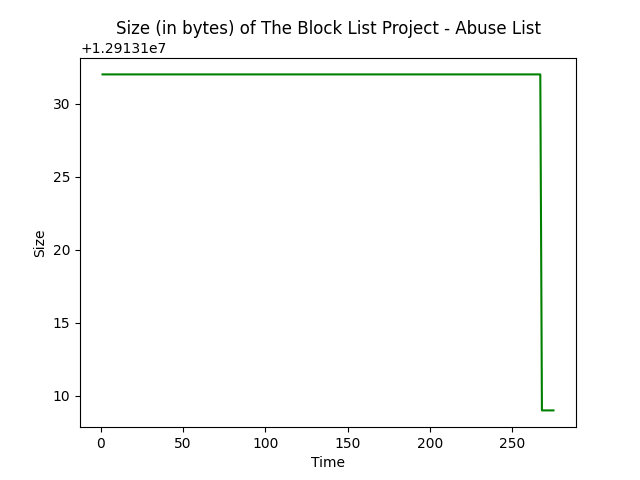 Size (in bytes) of The Block List Project - Abuse List
+1.29131e7
30
25
20
15
10
Size
0 50 100 150 200 250
Time